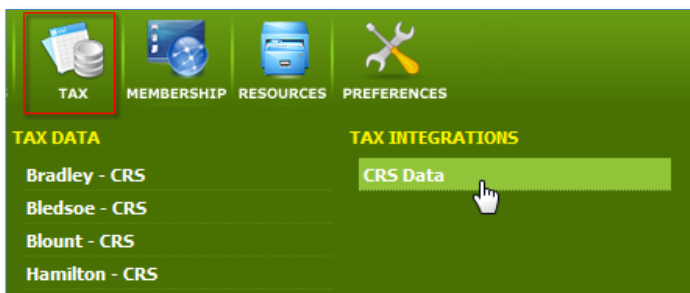 TAX MEMBERSHIP RESOURCES PREFERENCES
TAX DATA
Bradley - CRS
Bledsoe - CRS
Blount - CRS
Hamilton - CRS
TAX INTEGRATIONS
CRS Data